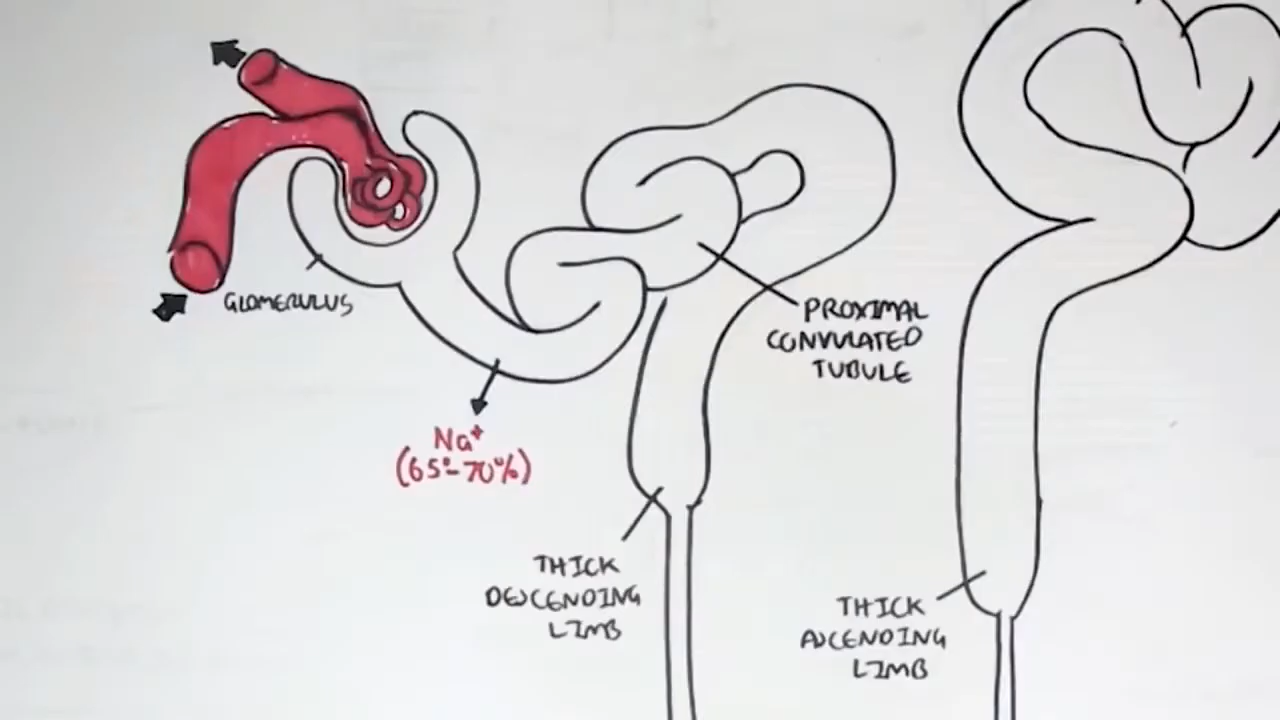 GLOMERULUS
PROXIMAL
CONVULATED
TUBULE
Na⁺
(65%-70%)
THICK
DESCENDING
LIMB
THICK
ASCENDING
LIMB